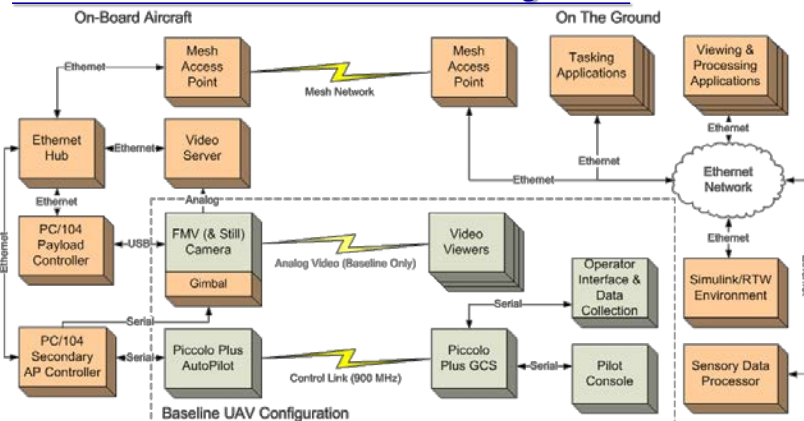 On-Board Aircraft
On The Ground
Mesh
Access
Point
Mesh
Access
Point
Tasking
Applications
Viewing &
Processing
Applications
Ethernet
Mesh Network
Ethernet
Ethernet
Hub
Ethernet
Video
Server
Ethernet
Ethernet
Ethernet
Network
Ethernet
Analog
Ethernet
PC/104
Payload
Controller
USB
FMV (& Still)
Camera
Gimbal
Analog Video (Baseline Only)
Video
Viewers
Operator
Interface &
Data
Collection
Ethernet
Simulink/RTW
Environment
Ethernet
Serial
Serial
PC/104
Secondary
AP Controller
Serial
Piccolo Plus
AutoPilot
Control Link (900 MHz)
Piccolo
Plus GCS
Serial
Pilot
Console
Sensory Data
Processor
Baseline UAV Configuration